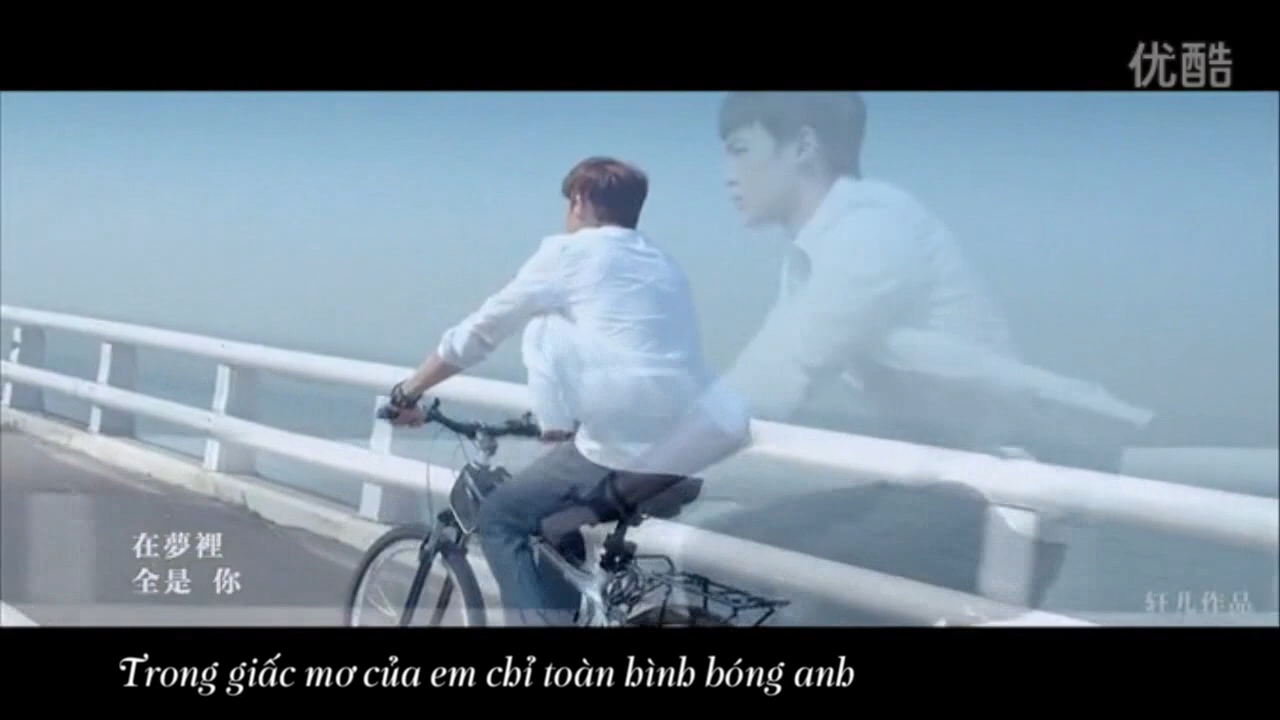 优酷
在夢裡
全是 你
轩儿作品
Trong giấc mơ của em chỉ toàn hình bóng anh